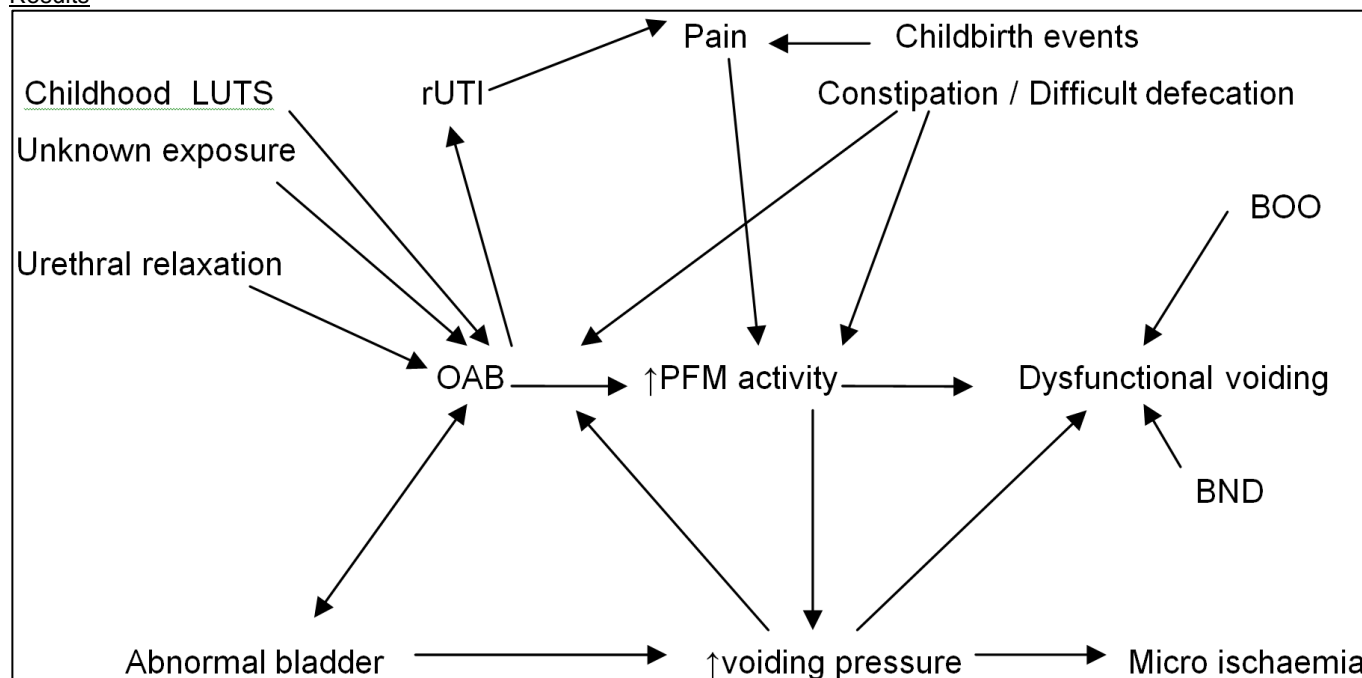 Results
Pain Childbirth events
Childhood LUTS rUTI Constipation / Difficult defecation
Unknown exposure
BOO
Urethral relaxation
OAB ↑PFM activity Dysfunctional voiding
BND
Abnormal bladder ↑voiding pressure Micro ischaemia